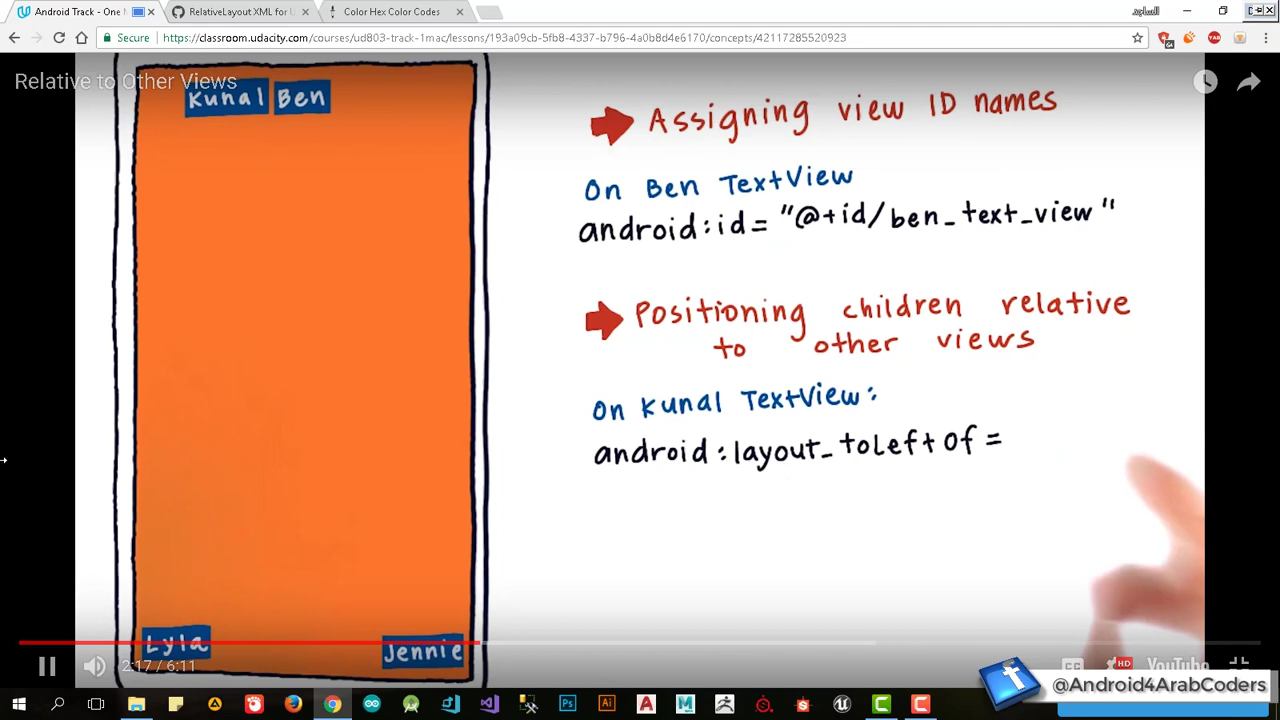 Android Track - One M
RelativeLayout XML for U
Color Hex Color Codes
Secure
https://classroom.udacity.com/courses/ud803-track-1mac/lessons/193a09cb-5fb8-4337-b796-4a0b8d4e6170/concepts/42117285520923
Relative to Other Views
Kunal Ben
Assigning view ID names
On Ben TextView
android:id="@+id/ben_text_view"
Positioning children relative
to other views
On Kunal TextView:
android:layout_toLeftOf=
Lyla
Jennie
2:17 / 6:11
HD
YouTube
@Android4ArabCoders